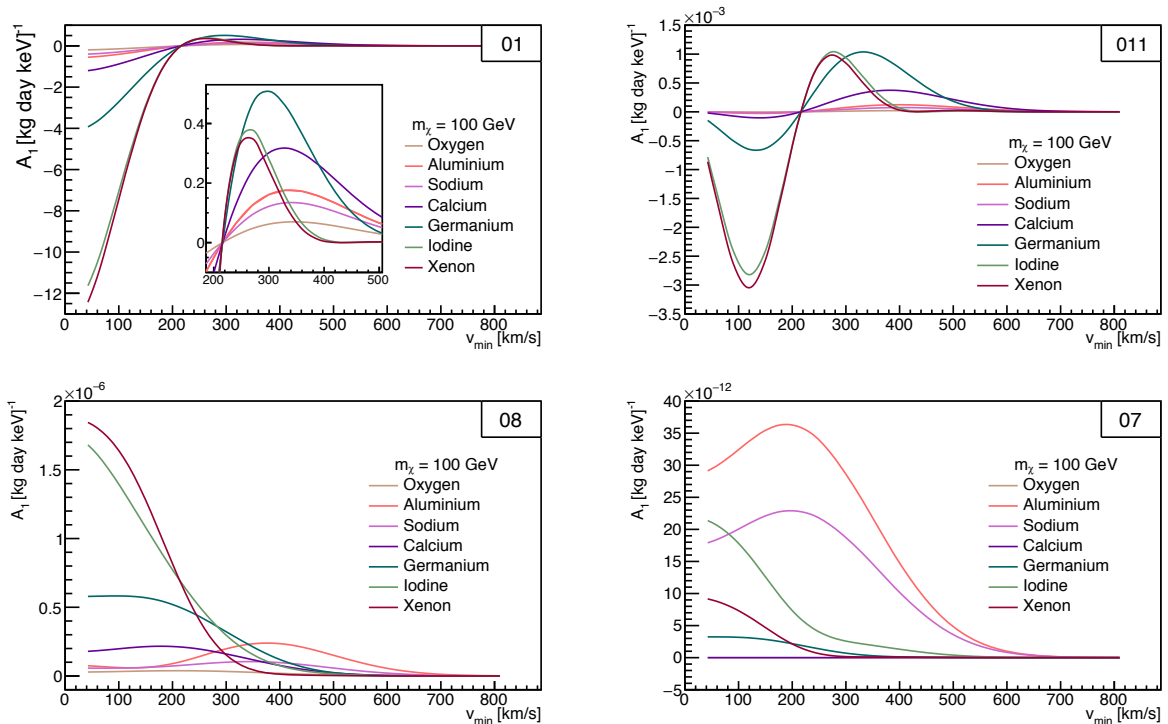 A₁ [kg day keV]⁻¹
01
0
−2
−4
−6
−8
−10
−12
0 100 200 300 400 500 600 700 800
v_min [km/s]
0.4
0.2
0
200 300 400 500
m_χ = 100 GeV
Oxygen
Aluminium
Sodium
Calcium
Germanium
Iodine
Xenon
×10⁻³
A₁ [kg day keV]⁻¹
011
1.5
1
0.5
0
−0.5
−1
−1.5
−2
−2.5
−3
−3.5
0 100 200 300 400 500 600 700 800
v_min [km/s]
m_χ = 100 GeV
Oxygen
Aluminium
Sodium
Calcium
Germanium
Iodine
Xenon
×10⁻⁶
A₁ [kg day keV]⁻¹
08
2
1.5
1
0.5
0
0 100 200 300 400 500 600 700 800
v_min [km/s]
m_χ = 100 GeV
Oxygen
Aluminium
Sodium
Calcium
Germanium
Iodine
Xenon
×10⁻¹²
A₁ [kg day keV]⁻¹
07
40
35
30
25
20
15
10
5
0
−5
0 100 200 300 400 500 600 700 800
v_min [km/s]
m_χ = 100 GeV
Oxygen
Aluminium
Sodium
Calcium
Germanium
Iodine
Xenon